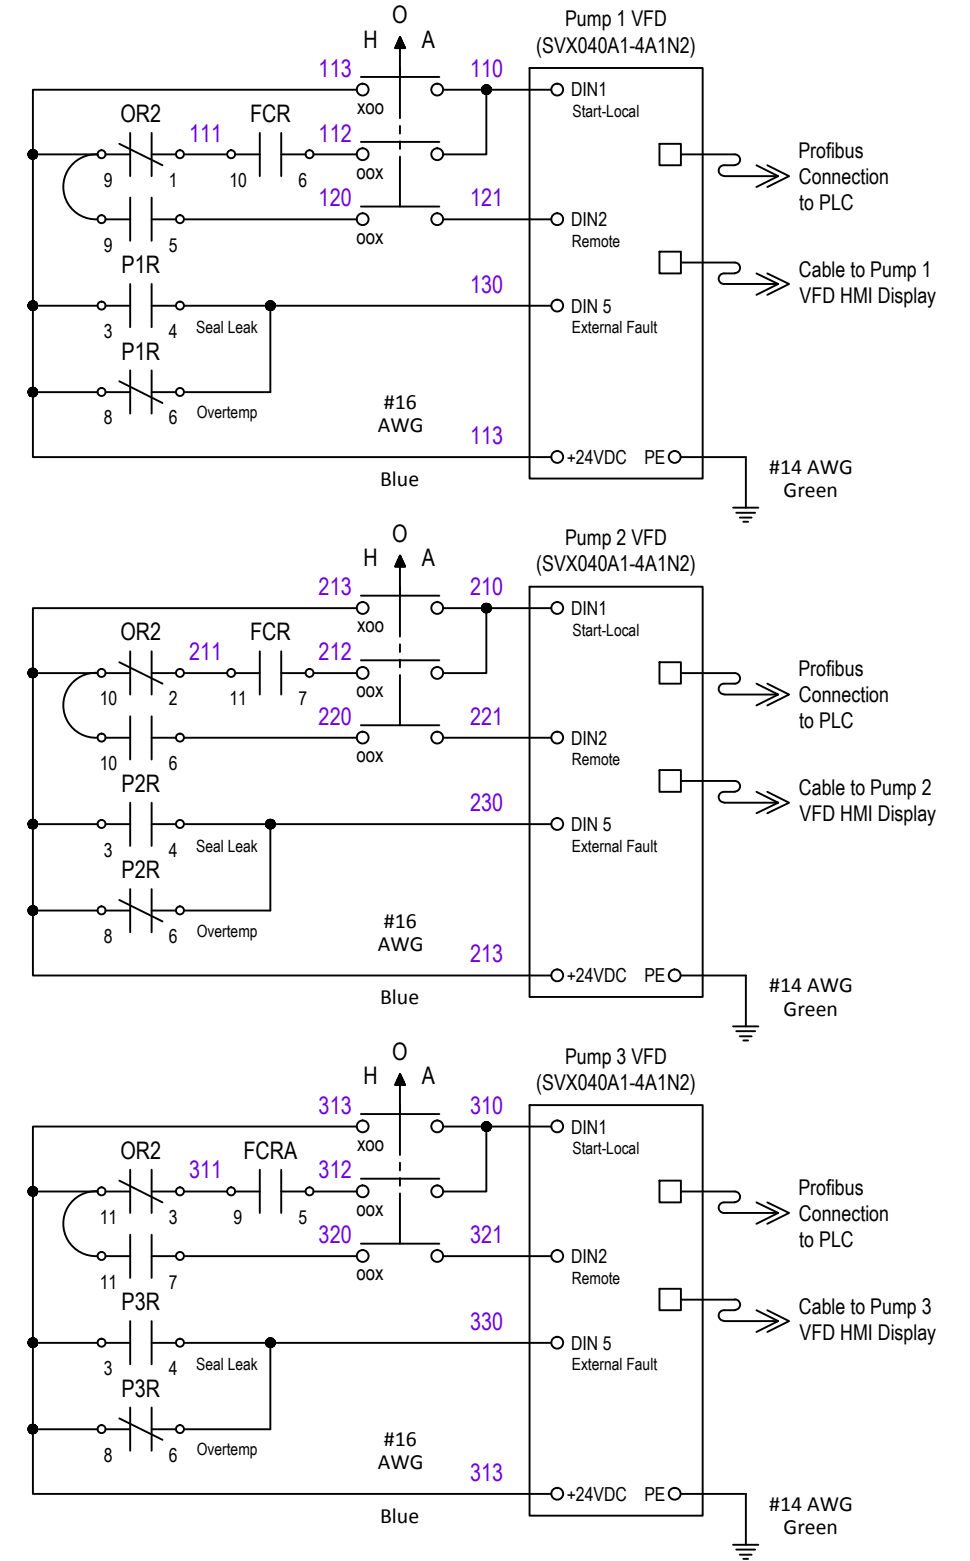 O
H A
Pump 1 VFD
(SVX040A1-4A1N2)
113 110
xoo
DIN1
Start-Local
OR2 111 FCR 112
9 1 10 6
oox
Profibus
Connection
to PLC
120 121
9 5
oox
DIN2
Remote
P1R
130
3 4 Seal Leak
DIN 5
External Fault
Cable to Pump 1
VFD HMI Display
P1R
8 6 Overtemp
#16
AWG
113
Blue
+24VDC PE
#14 AWG
Green
O
H A
Pump 2 VFD
(SVX040A1-4A1N2)
213 210
xoo
DIN1
Start-Local
OR2 211 FCR 212
10 2 11 7
oox
Profibus
Connection
to PLC
220 221
10 6
oox
DIN2
Remote
P2R
230
3 4 Seal Leak
DIN 5
External Fault
Cable to Pump 2
VFD HMI Display
P2R
8 6 Overtemp
#16
AWG
213
Blue
+24VDC PE
#14 AWG
Green
O
H A
Pump 3 VFD
(SVX040A1-4A1N2)
313 310
xoo
DIN1
Start-Local
OR2 311 FCRA 312
11 3 9 5
oox
Profibus
Connection
to PLC
320 321
11 7
oox
DIN2
Remote
P3R
330
3 4 Seal Leak
DIN 5
External Fault
Cable to Pump 3
VFD HMI Display
P3R
8 6 Overtemp
#16
AWG
313
Blue
+24VDC PE
#14 AWG
Green